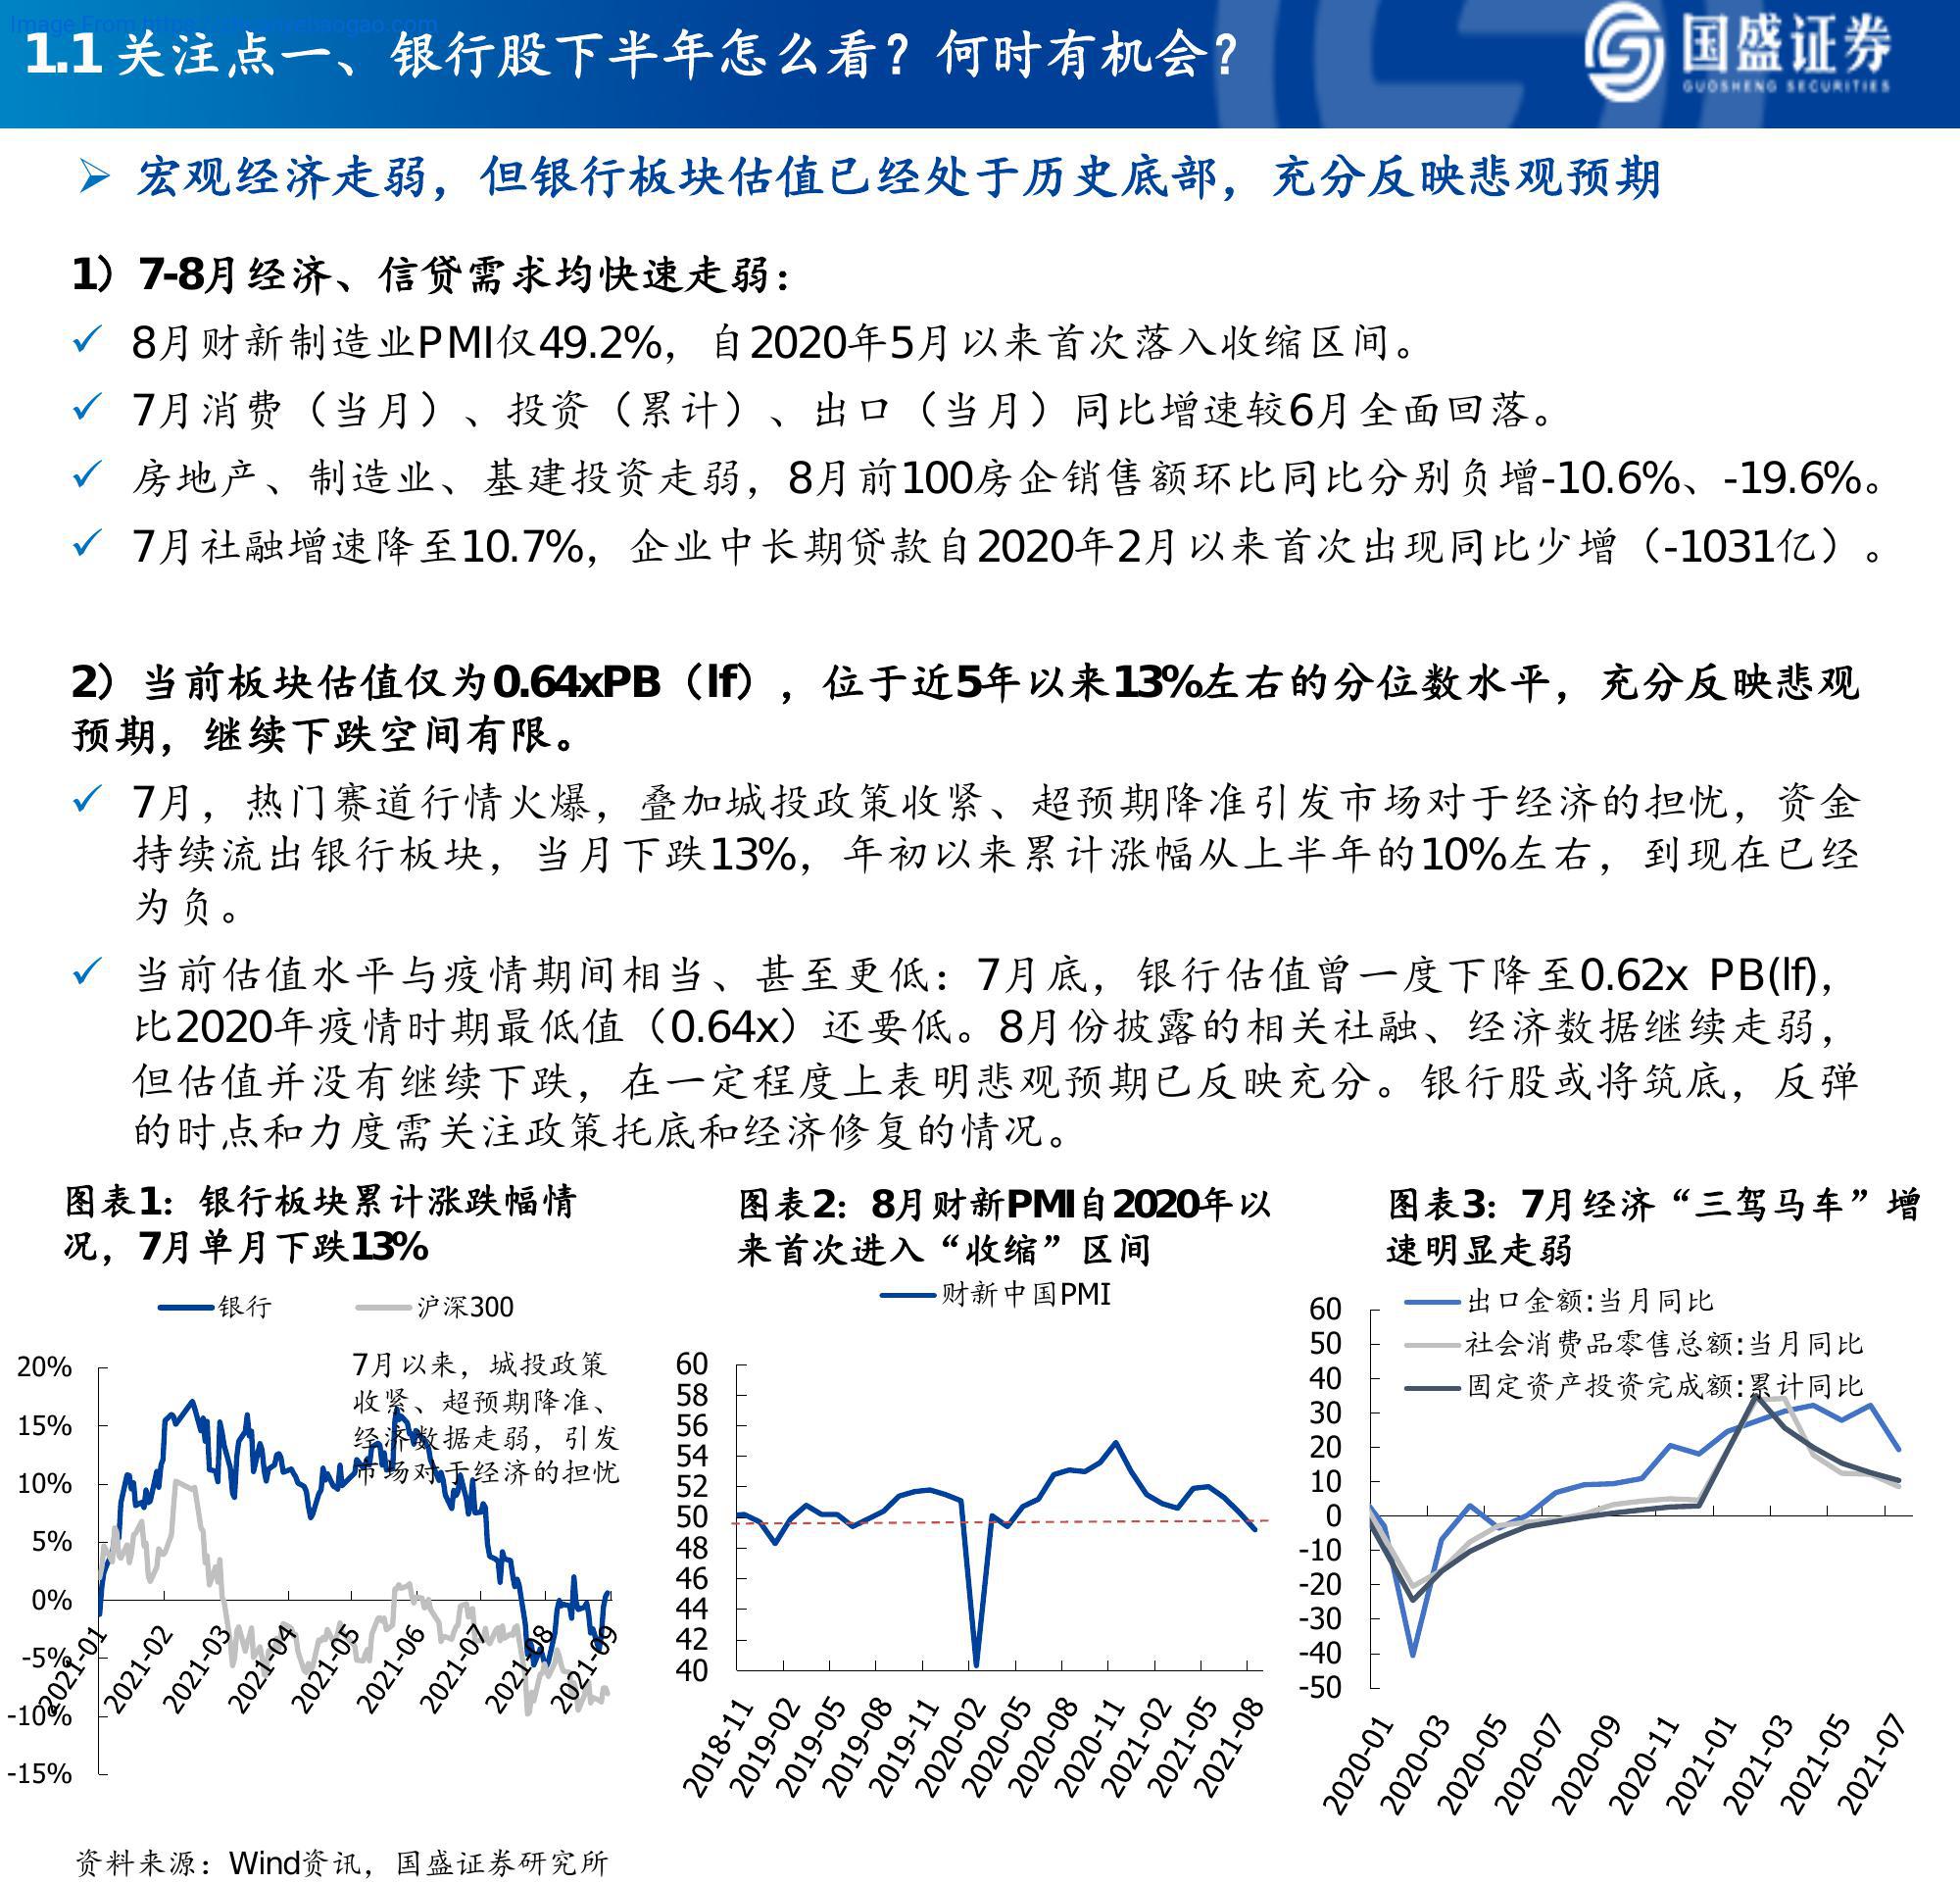 Image From https://
haogao.com
1.1 关注点一、银行股下半年怎么看？何时有机会？
国盛证券
GUOSHENG SECURITIES
宏观经济走弱，但银行板块估值已经处于历史底部，充分反映悲观预期
1）7-8月经济、信贷需求均快速走弱：
8月财新制造业PMI仅49.2%，自2020年5月以来首次落入收缩区间。
7月消费（当月）、投资（累计）、出口（当月）同比增速较6月全面回落。
房地产、制造业、基建投资走弱，8月前100房企销售额环比同比分别负增-10.6%、-19.6%。
7月社融增速降至10.7%，企业中长期贷款自2020年2月以来首次出现同比少增（-1031亿）。
2）当前板块估值仅为0.64xPB（lf），位于近5年以来13%左右的分位数水平，充分反映悲观
预期，继续下跌空间有限。
7月，热门赛道行情火爆，叠加城投政策收紧、超预期降准引发市场对于经济的担忧，资金
持续流出银行板块，当月下跌13%，年初以来累计涨幅从上半年的10%左右，到现在已经
为负。
当前估值水平与疫情期间相当、甚至更低：7月底，银行估值曾一度下降至0.62x PB(lf)，
比2020年疫情时期最低值（0.64x）还要低。8月份披露的相关社融、经济数据继续走弱，
但估值并没有继续下跌，在一定程度上表明悲观预期已反映充分。银行股或将筑底，反弹
的时点和力度需关注政策托底和经济修复的情况。
图表1：银行板块累计涨跌幅情
况，7月单月下跌13%
银行 沪深300
7月以来，城投政策
收紧、超预期降准、
经济数据走弱，引发
市场对于经济的担忧
20%
15%
10%
5%
0%
-5%
-10%
-15%
2021-01 2021-02 2021-03 2021-04 2021-05 2021-06 2021-07 2021-08 2021-09
图表2：8月财新PMI自2020年以
来首次进入“收缩”区间
财新中国PMI
60
58
56
54
52
50
48
46
44
42
40
2018-11 2019-02 2019-05 2019-08 2019-11 2020-02 2020-05 2020-08 2020-11 2021-02 2021-05 2021-08
图表3：7月经济“三驾马车”增
速明显走弱
出口金额:当月同比
社会消费品零售总额:当月同比
固定资产投资完成额:累计同比
60
50
40
30
20
10
0
-10
-20
-30
-40
-50
2020-01 2020-03 2020-05 2020-07 2020-09 2020-11 2021-01 2021-03 2021-05 2021-07
资料来源：Wind资讯，国盛证券研究所